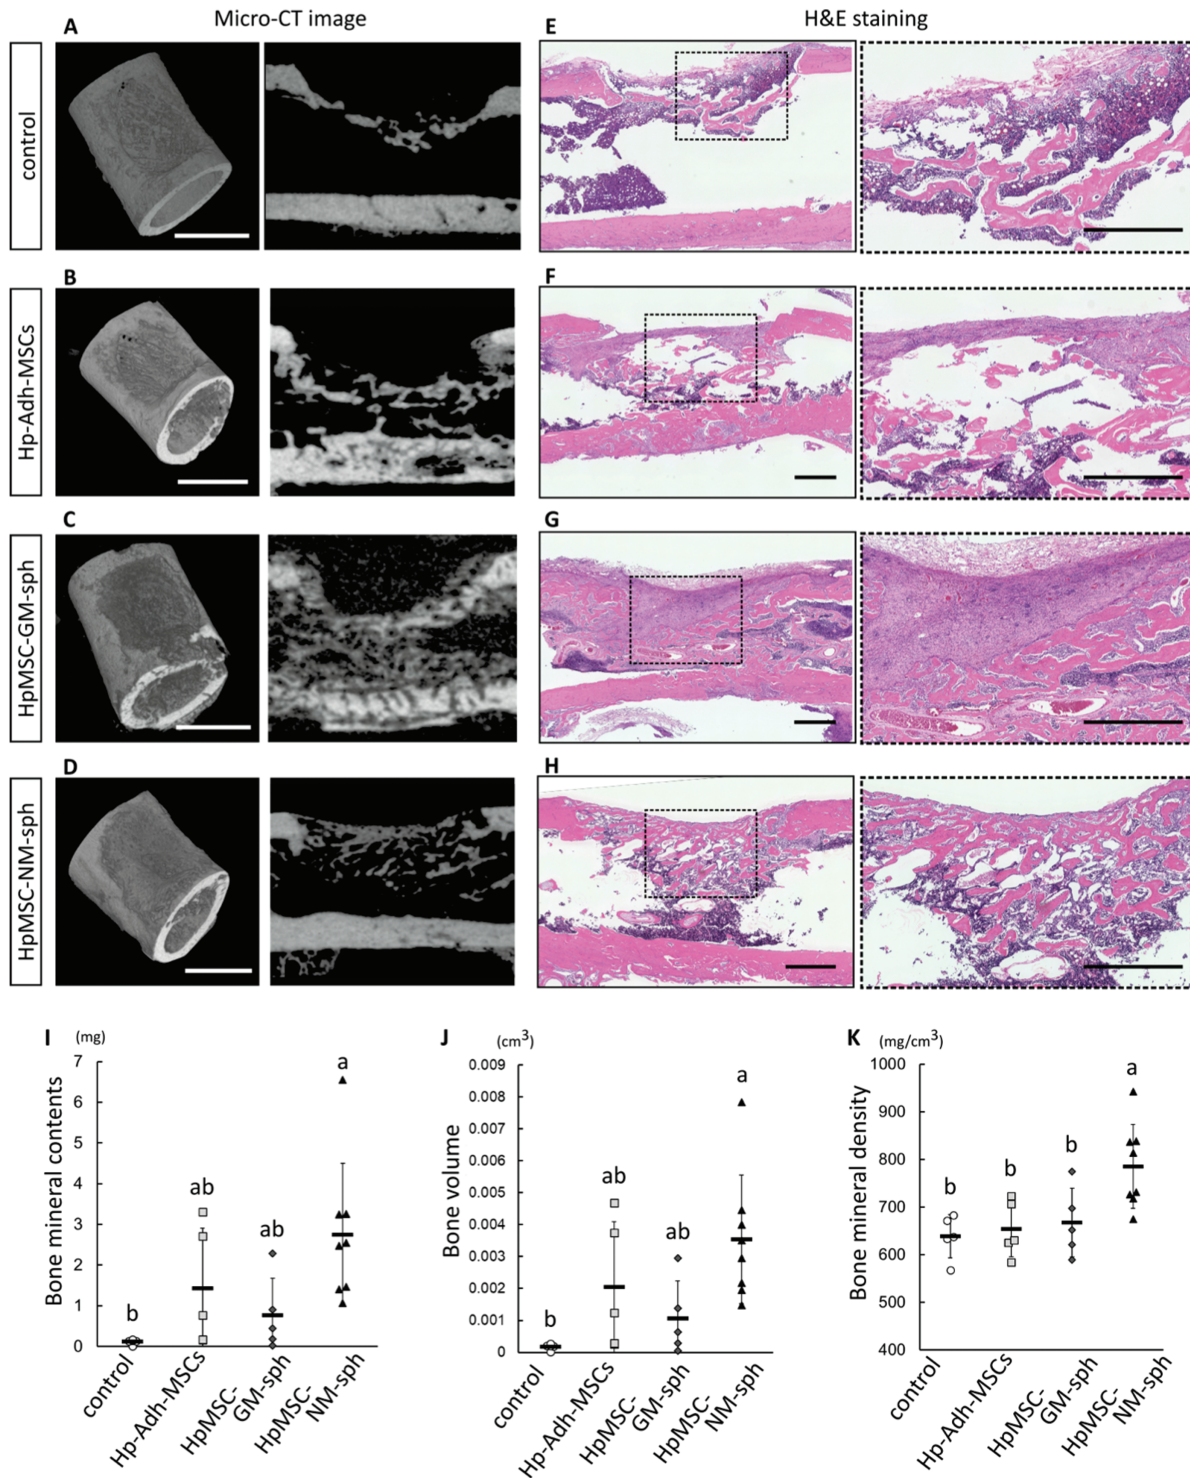 Micro-CT image
H&E staining
A
E
control
B
F
Hp-Adh-MSCs
C
G
HpMSC-GM-sph
D
H
HpMSC-NM-sph
I
(mg)
Bone mineral contents
7
6
5
4
3
2
1
0
b
ab
ab
a
control
Hp-Adh-MSCs
HpMSC-
GM-sph
HpMSC-
NM-sph
J
(cm³)
Bone volume
0.009
0.008
0.007
0.006
0.005
0.004
0.003
0.002
0.001
0
b
ab
ab
a
control
Hp-Adh-MSCs
HpMSC-
GM-sph
HpMSC-
NM-sph
K
(mg/cm³)
Bone mineral density
1000
900
800
700
600
500
400
b
b
b
a
control
Hp-Adh-MSCs
HpMSC-
GM-sph
HpMSC-
NM-sph